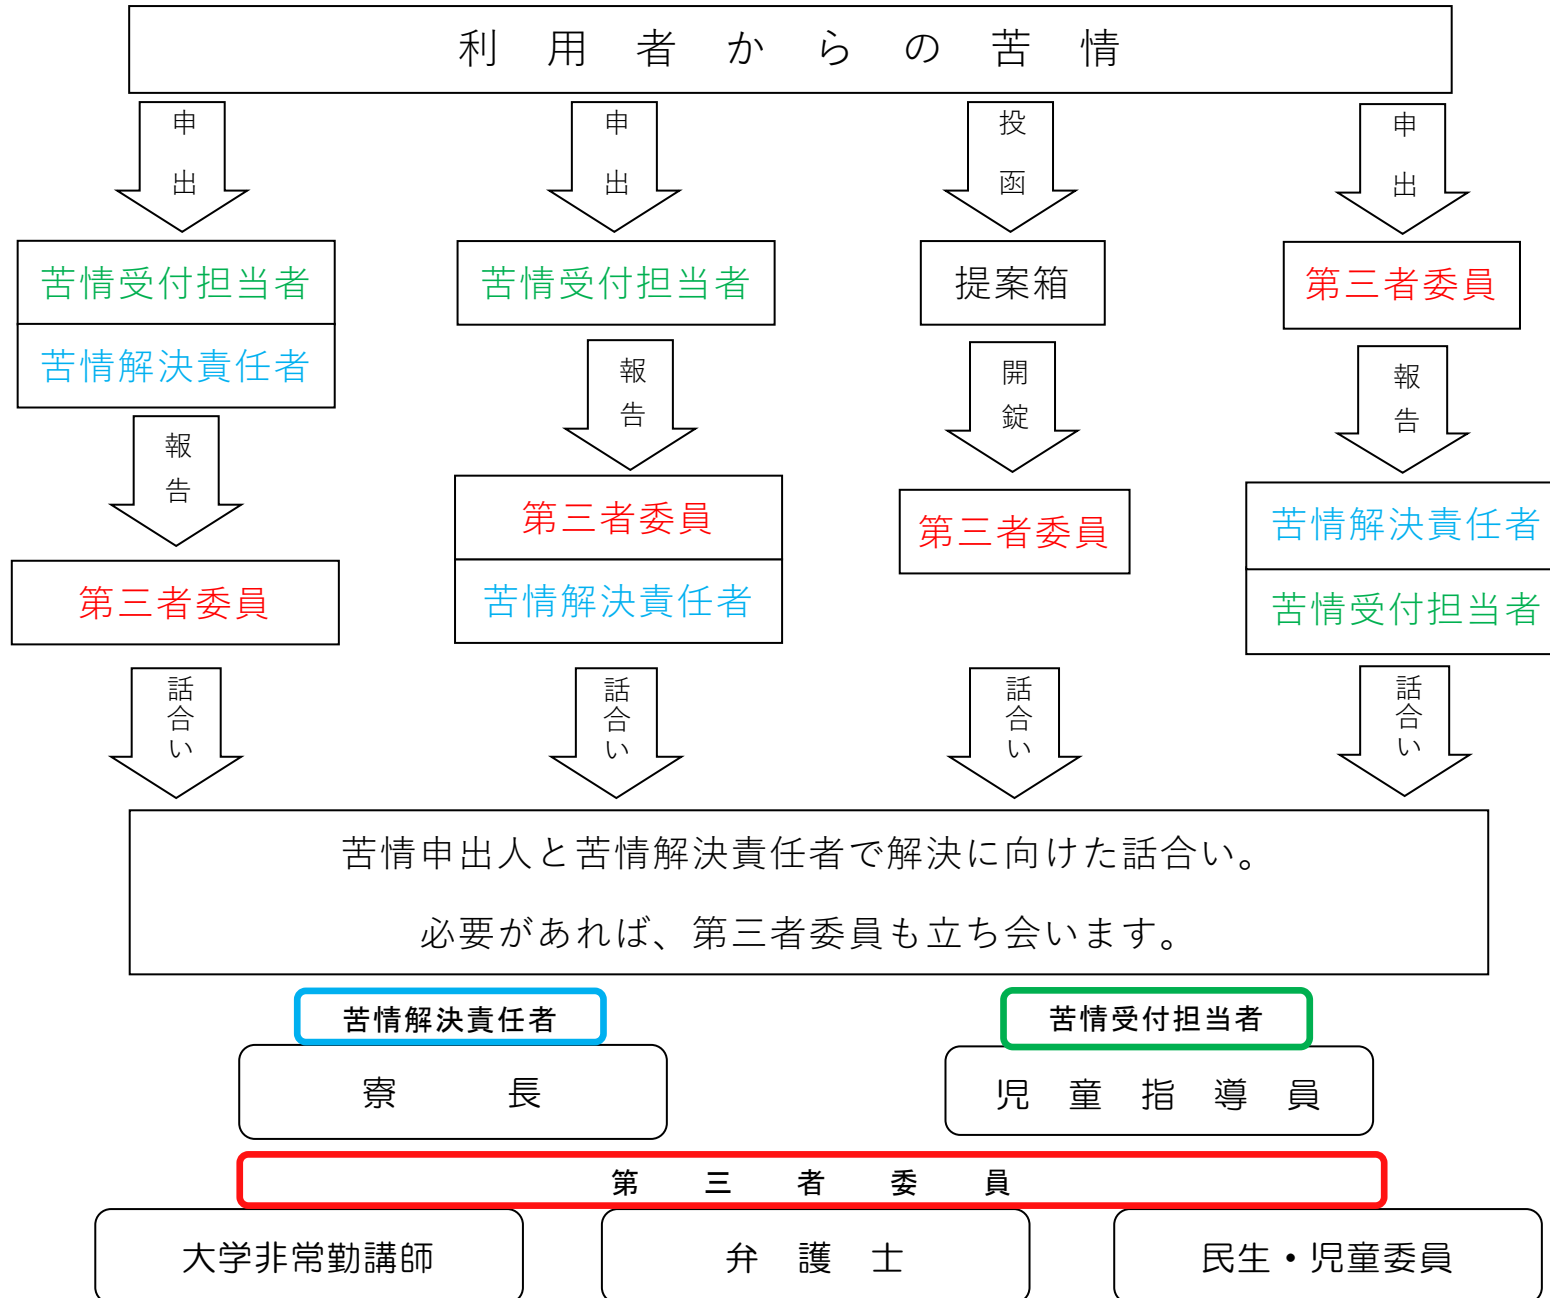 利用者からの苦情
申出
申出
投函
申出
苦情受付担当者
苦情解決責任者
苦情受付担当者
提案箱
第三者委員
報告
報告
開錠
報告
第三者委員
第三者委員
苦情解決責任者
第三者委員
苦情解決責任者
苦情受付担当者
話合い
話合い
話合い
話合い
苦情申出人と苦情解決責任者で解決に向けた話合い。
必要があれば、第三者委員も立ち会います。
苦情解決責任者
苦情受付担当者
寮長
児童指導員
第三者委員
大学非常勤講師
弁護士
民生・児童委員